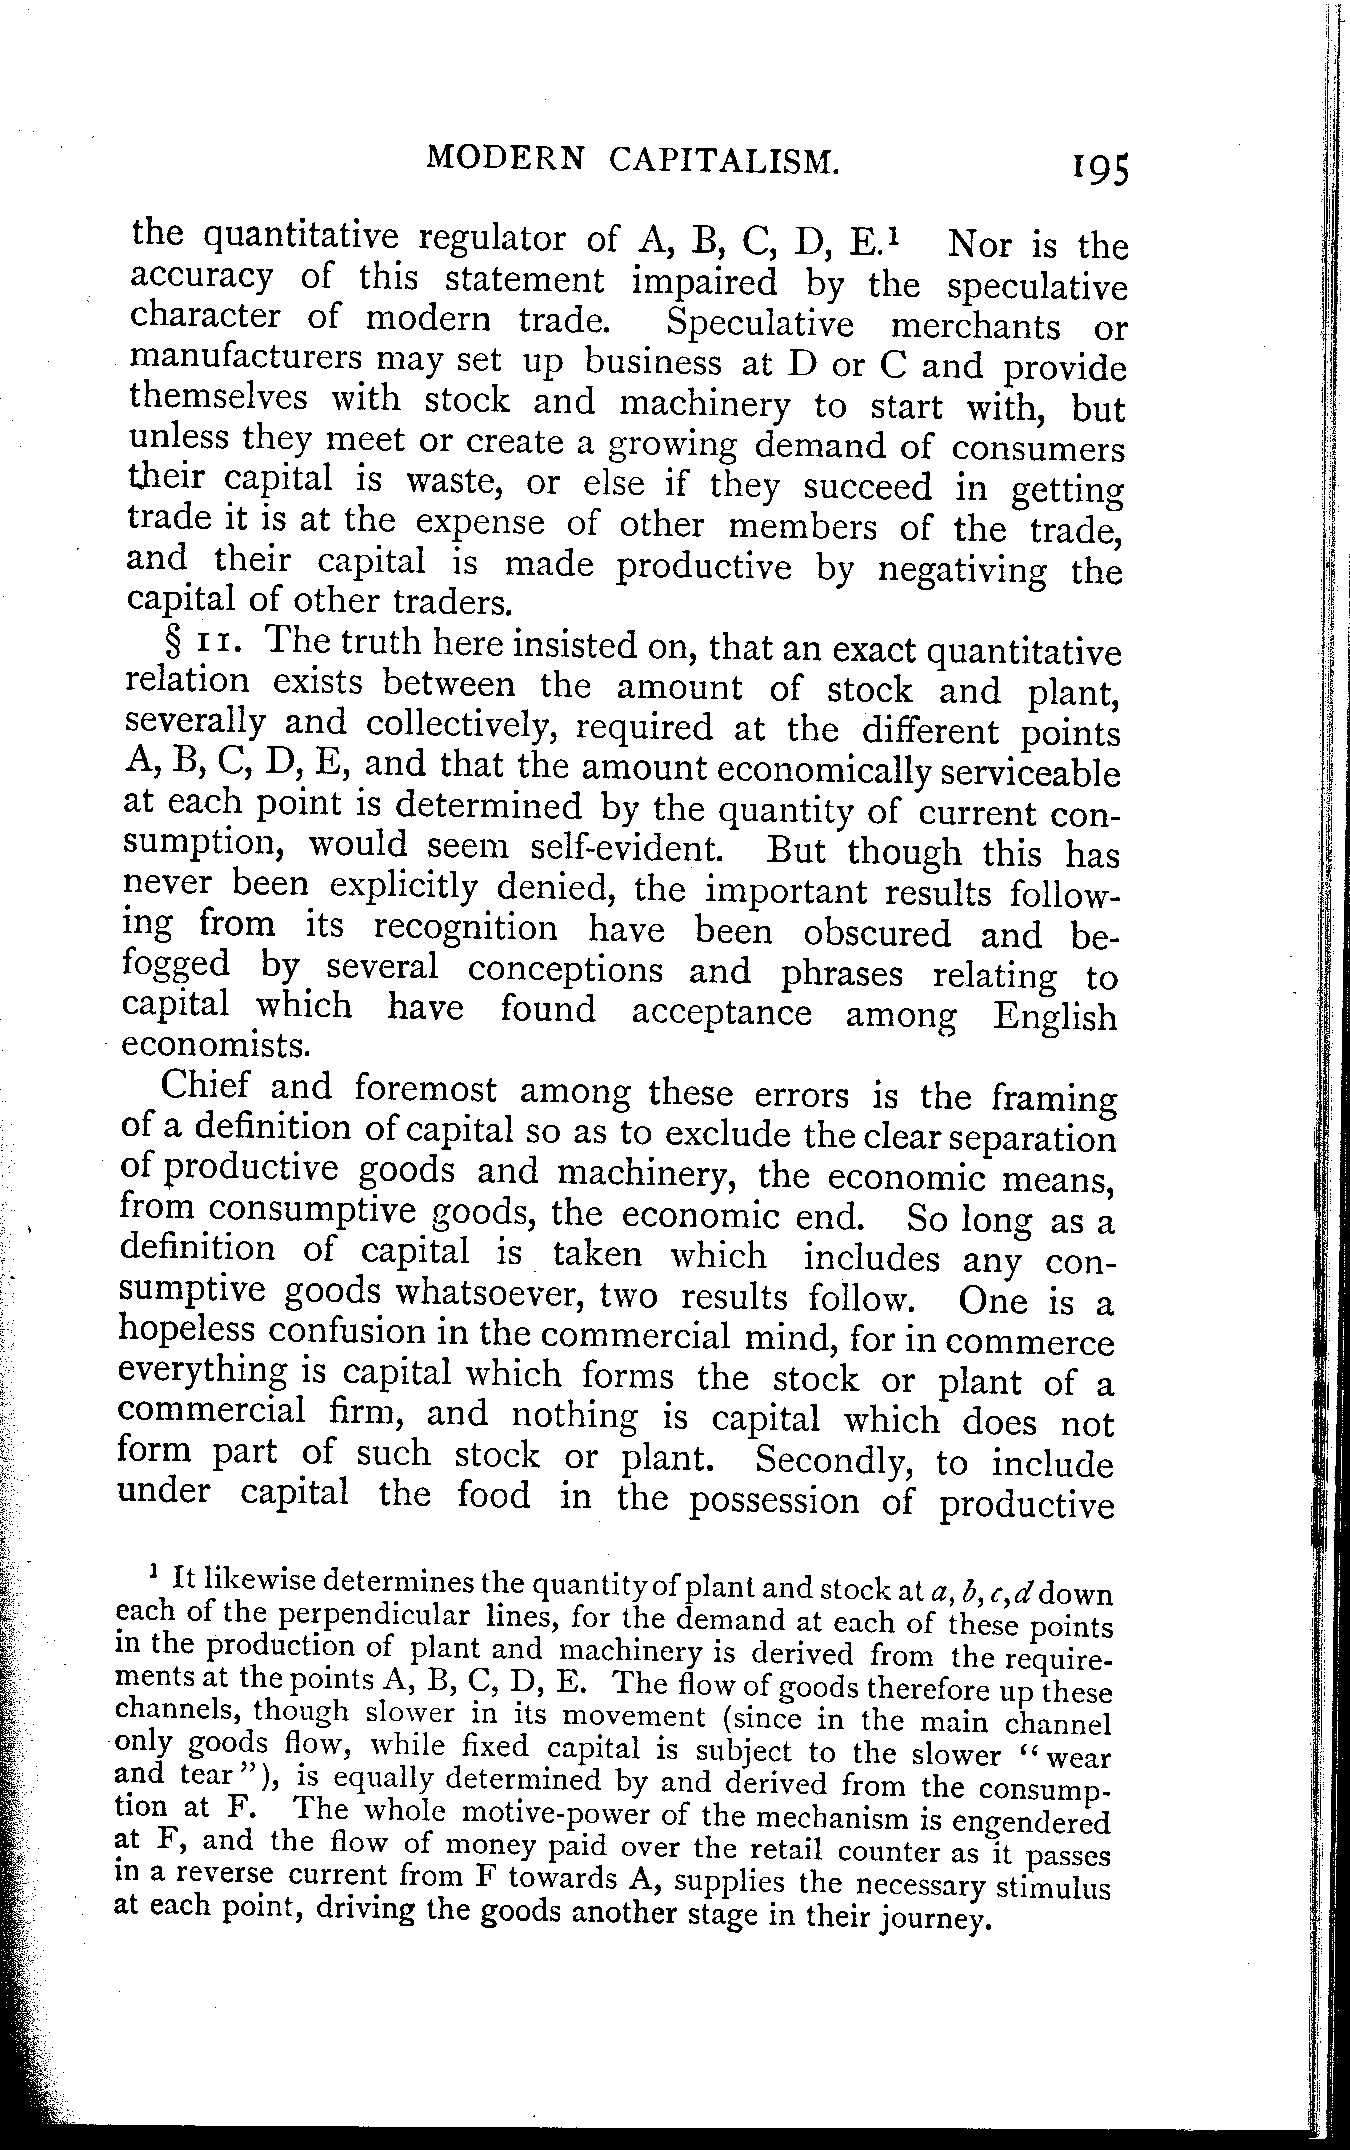 MODERN CAPITALISM. 195
the quantitative regulator of A, B, C, D, E.¹ Nor is the
accuracy of this statement impaired by the speculative
character of modern trade. Speculative merchants or
manufacturers may set up business at D or C and provide
themselves with stock and machinery to start with, but
unless they meet or create a growing demand of consumers
their capital is waste, or else if they succeed in getting
trade it is at the expense of other members of the trade,
and their capital is made productive by negativing the
capital of other traders.
§ 11. The truth here insisted on, that an exact quantitative
relation exists between the amount of stock and plant,
severally and collectively, required at the different points
A, B, C, D, E, and that the amount economically serviceable
at each point is determined by the quantity of current con-
sumption, would seem self-evident. But though this has
never been explicitly denied, the important results follow-
ing from its recognition have been obscured and be-
fogged by several conceptions and phrases relating to
capital which have found acceptance among English
economists.
Chief and foremost among these errors is the framing
of a definition of capital so as to exclude the clear separation
of productive goods and machinery, the economic means,
from consumptive goods, the economic end. So long as a
definition of capital is taken which includes any con-
sumptive goods whatsoever, two results follow. One is a
hopeless confusion in the commercial mind, for in commerce
everything is capital which forms the stock or plant of a
commercial firm, and nothing is capital which does not
form part of such stock or plant. Secondly, to include
under capital the food in the possession of productive
¹ It likewise determines the quantity of plant and stock at a, b, c, d down
each of the perpendicular lines, for the demand at each of these points
in the production of plant and machinery is derived from the require-
ments at the points A, B, C, D, E. The flow of goods therefore up these
channels, though slower in its movement (since in the main channel
only goods flow, while fixed capital is subject to the slower "wear
and tear"), is equally determined by and derived from the consump-
tion at F. The whole motive-power of the mechanism is engendered
at F, and the flow of money paid over the retail counter as it passes
in a reverse current from F towards A, supplies the necessary stimulus
at each point, driving the goods another stage in their journey.